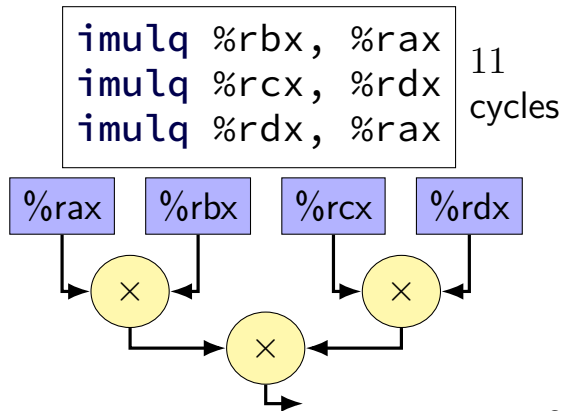 imulq %rbx, %rax
imulq %rcx, %rdx
imulq %rdx, %rax
11
cycles
%rax %rbx %rcx %rdx
× ×
×